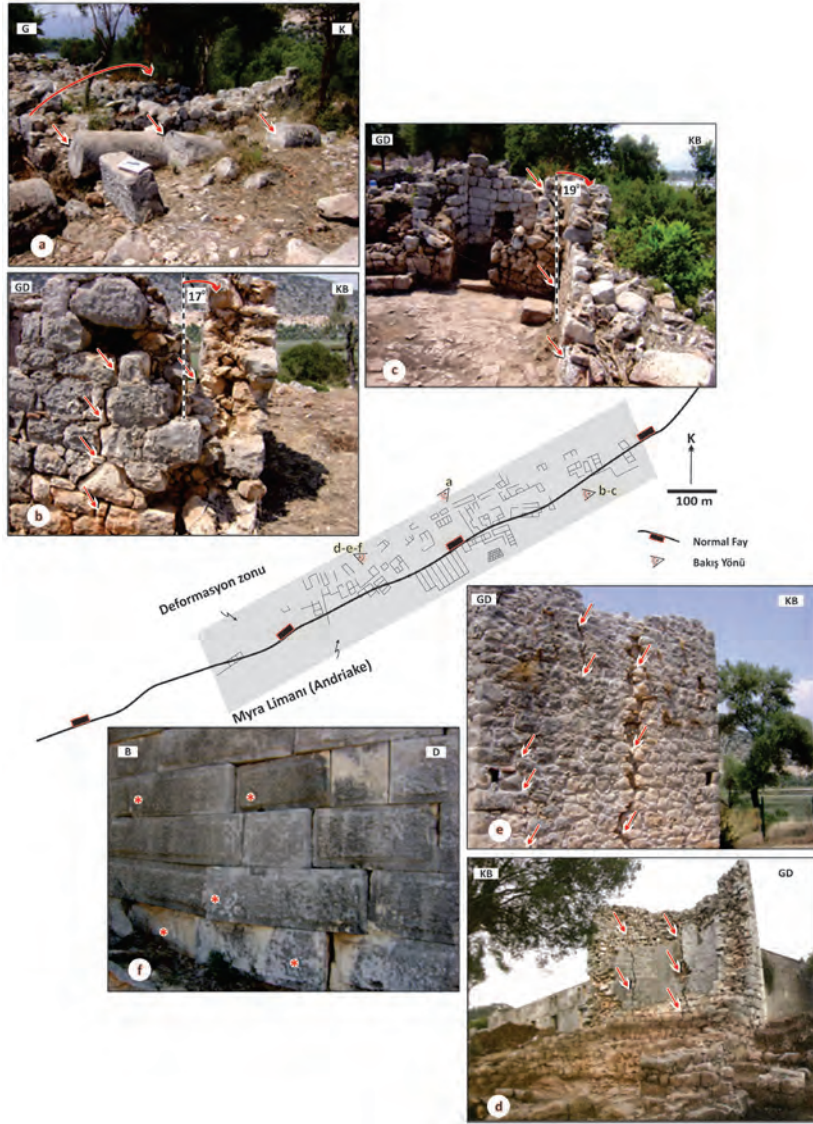 G K
a
GD KB
19°
c
GD KB
17°
b
K
100 m
a
b-c
d-e-f
Normal Fay
Bakış Yönü
Deformasyon zonu
Myra Limanı (Andriake)
GD KB
e
B D
f
KB GD
d